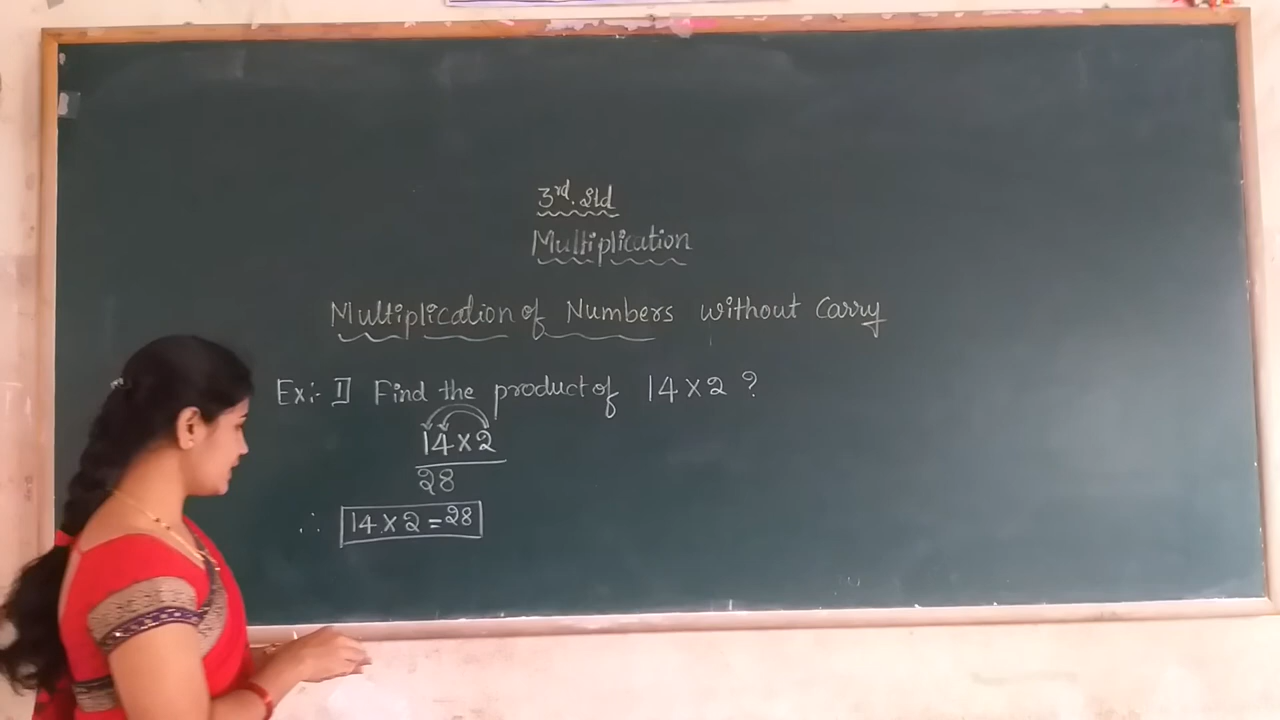 3rd. Std
Multiplication
Multiplication of Numbers without Carry
Ex:- 1] Find the product of 14 x 2 ?
14 x 2
28
∴ 14 x 2 = 28